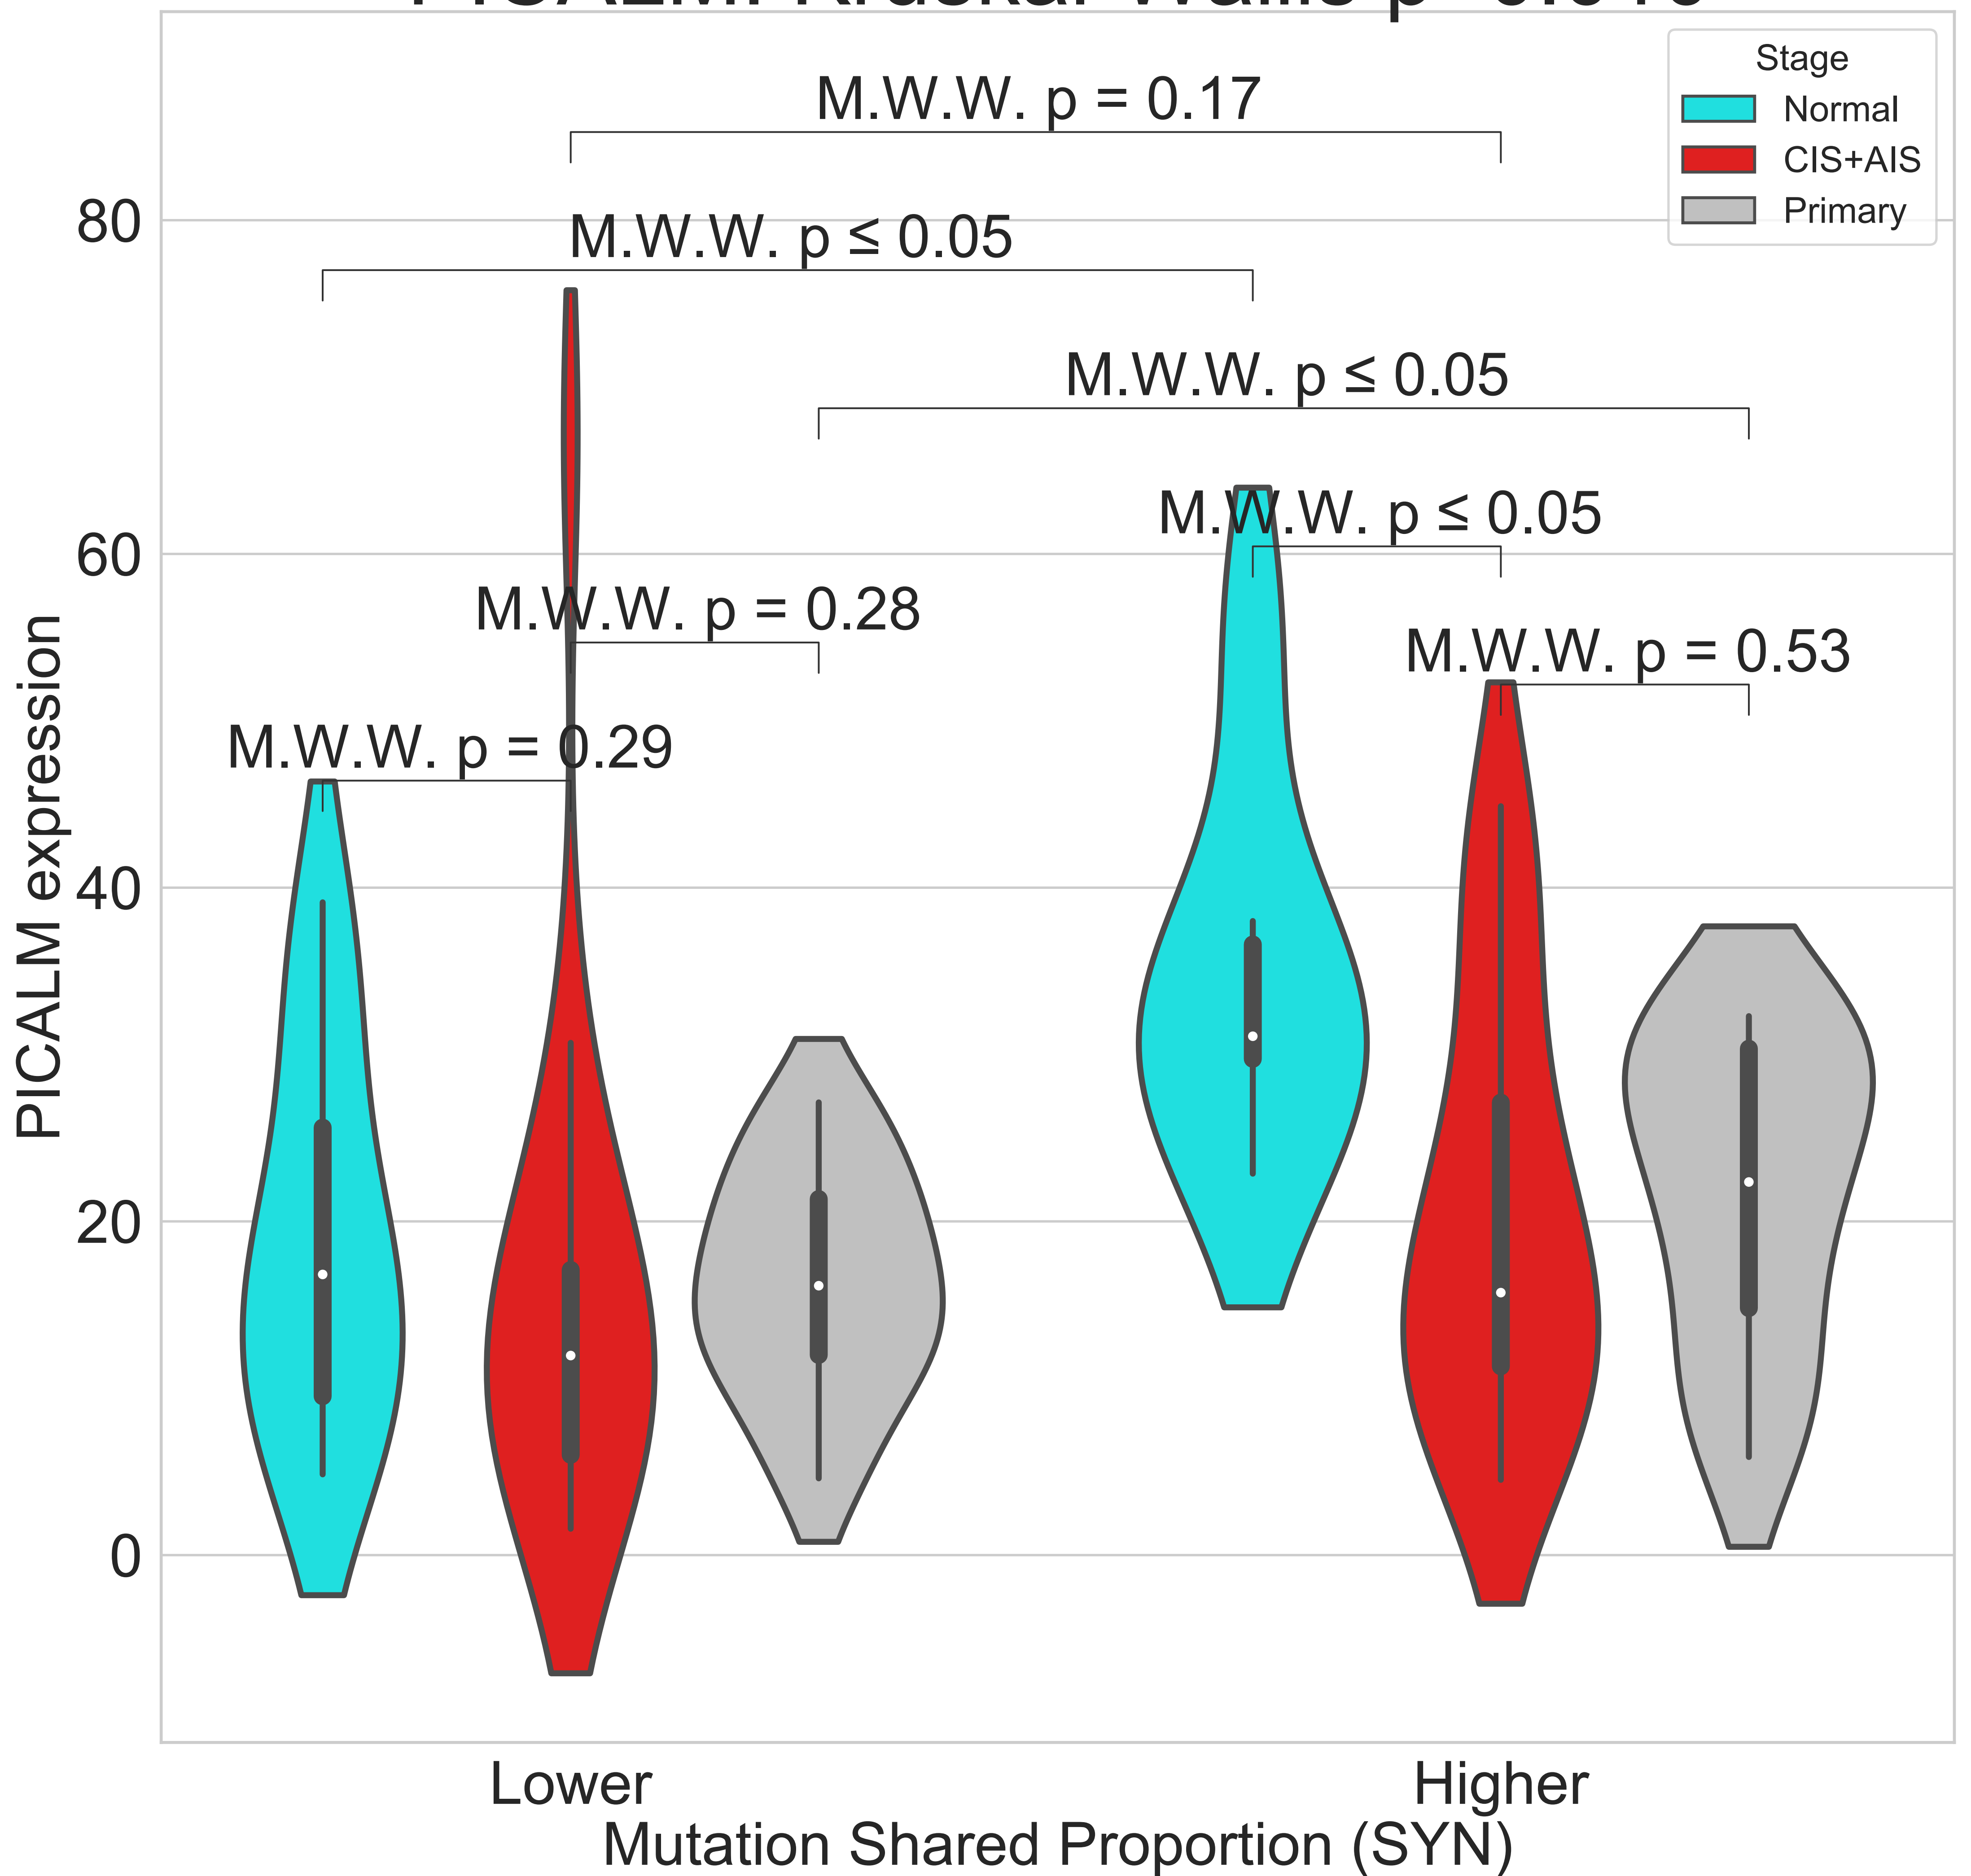 Stage
Normal
CIS+AIS
Primary
M.W.W. p = 0.17
M.W.W. p ≤ 0.05
M.W.W. p ≤ 0.05
M.W.W. p ≤ 0.05
M.W.W. p = 0.28
M.W.W. p = 0.53
M.W.W. p = 0.29
80
60
40
20
0
PICALM expression
Lower
Higher
Mutation Shared Proportion (SYN)